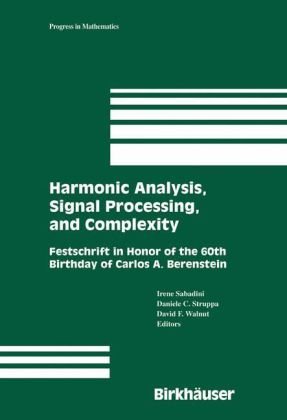 Progress in Mathematics
Harmonic Analysis,
Signal Processing,
and Complexity
Festschrift in Honor of the 60th
Birthday of Carlos A. Berenstein
Irene Sabadini
Daniele C. Struppa
David F. Walnut
Editors
Birkhäuser